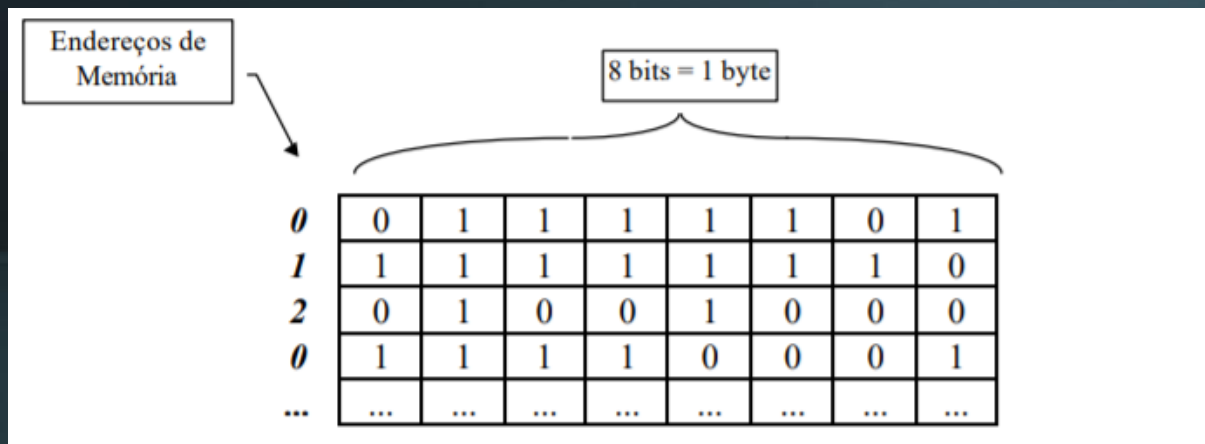 Endereços de
Memória
8 bits = 1 byte
0 0 1 1 1 1 1 0 1
1 1 1 1 1 1 1 1 0
2 0 1 0 0 1 0 0 0
0 1 1 1 1 0 0 0 1
... ... ... ... ... ... ... ... ...